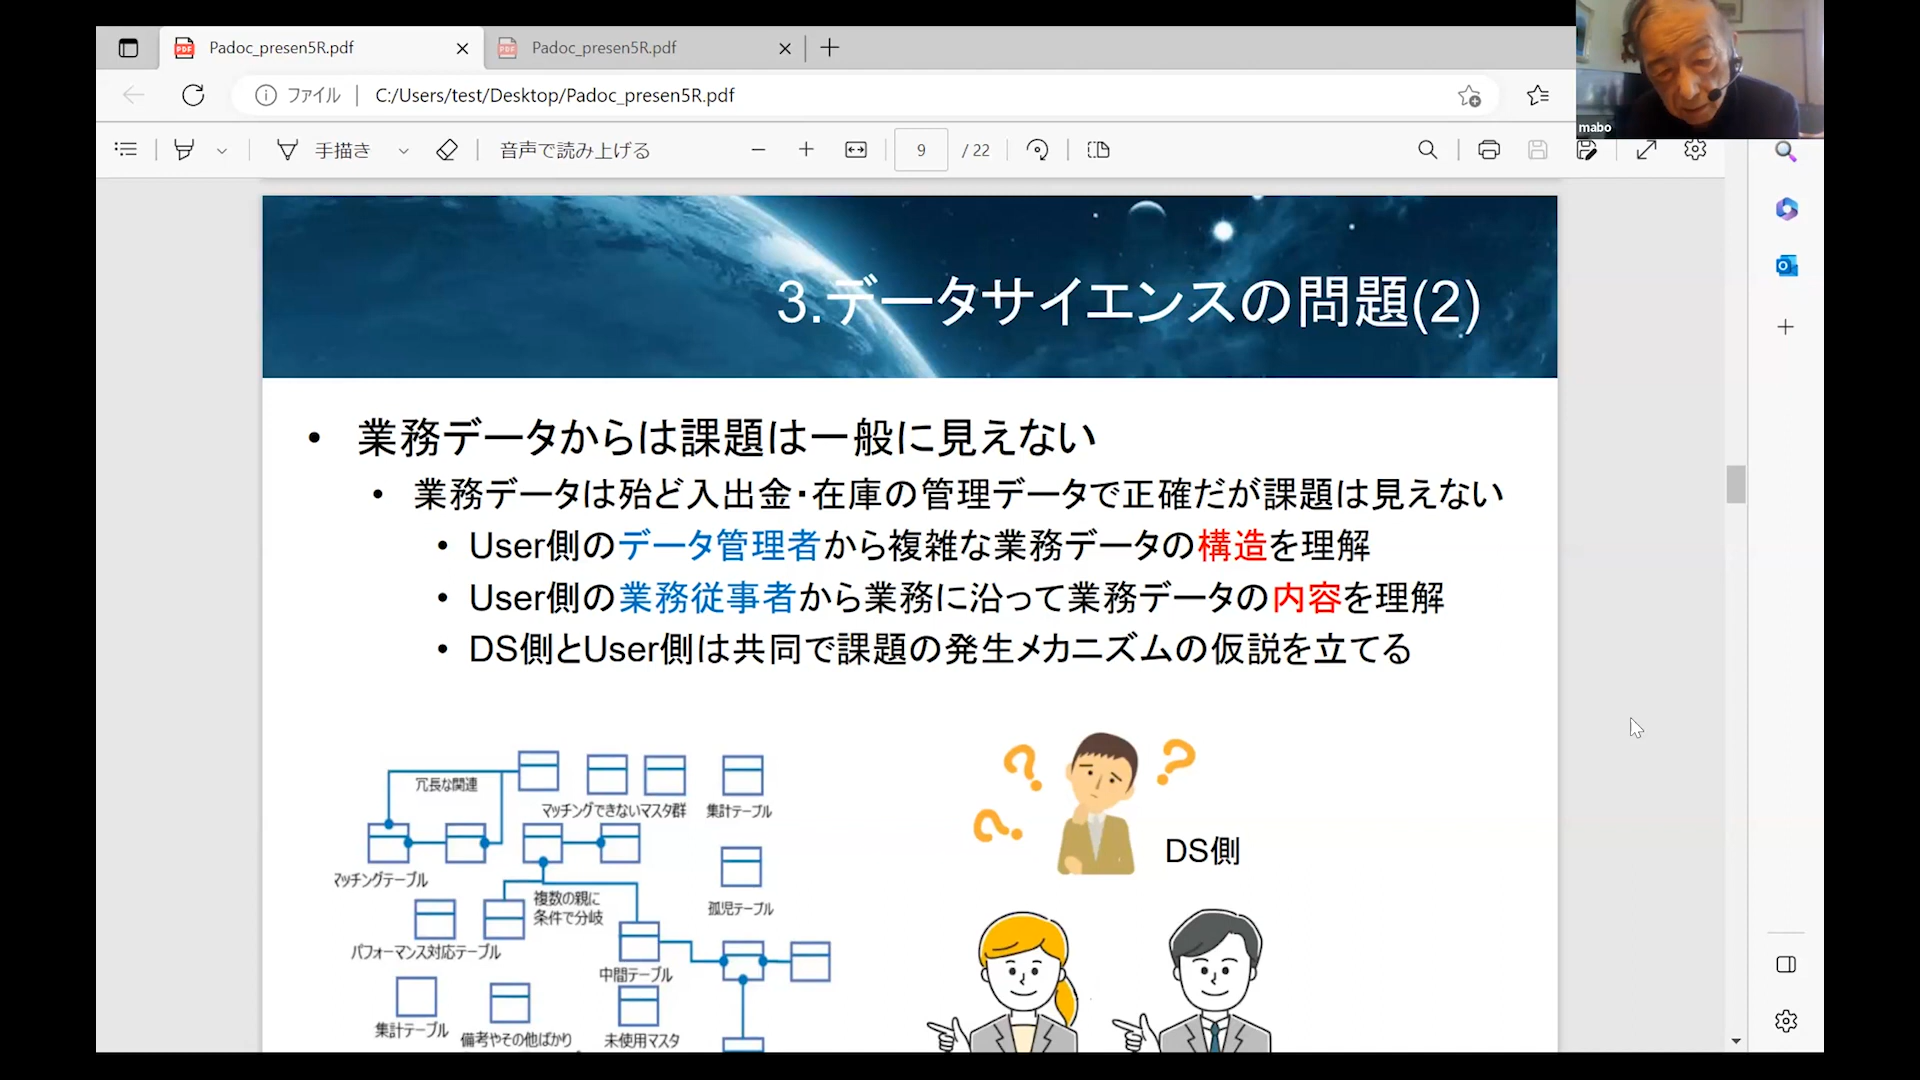 Padoc_presen5R.pdf
Padoc_presen5R.pdf
ファイル
C:/Users/test/Desktop/Padoc_presen5R.pdf
mabo
手描き
音声で読み上げる
9
/ 22
3.データサイエンスの問題(2)
• 業務データからは課題は一般に見えない
• 業務データは殆ど入出金・在庫の管理データで正確だが課題は見えない
• User側のデータ管理者から複雑な業務データの構造を理解
• User側の業務従事者から業務に沿って業務データの内容を理解
• DS側とUser側は共同で課題の発生メカニズムの仮説を立てる
冗長な関連
マッチングできないマスタ群
集計テーブル
マッチングテーブル
複数の親に
条件で分岐
孤児テーブル
パフォーマンス対応テーブル
中間テーブル
集計テーブル
備考やその他ばかり
未使用マスタ
? ? ?
DS側